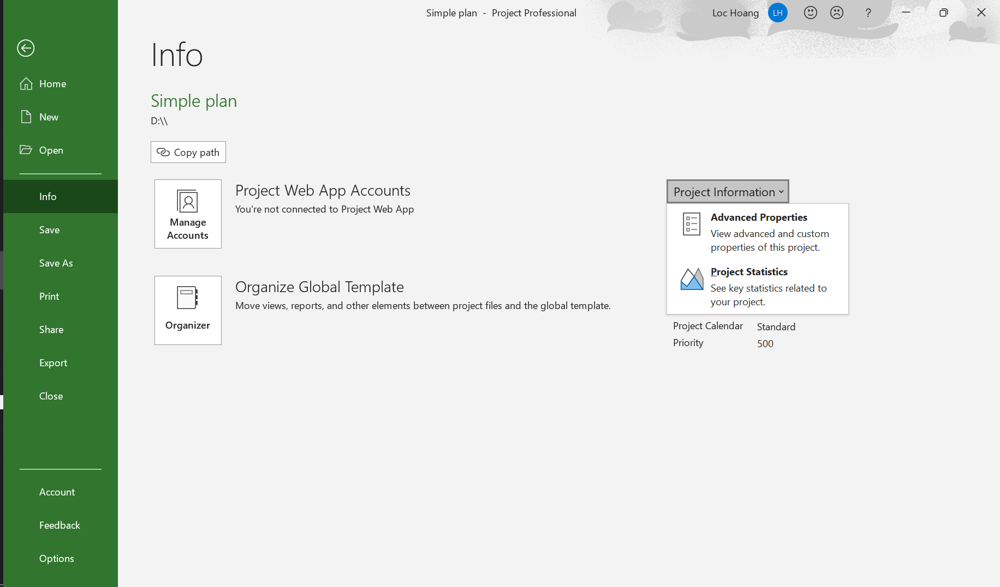 Simple plan - Project Professional
Loc Hoang
LH
?
Info
Home
New
Open
Info
Save
Save As
Print
Share
Export
Close
Account
Feedback
Options
Simple plan
D:\\
Copy path
Manage
Accounts
Project Web App Accounts
You're not connected to Project Web App
Organizer
Organize Global Template
Move views, reports, and other elements between project files and the global template.
Project Information
Advanced Properties
View advanced and custom
properties of this project.
Project Statistics
See key statistics related to
your project.
Project Calendar Standard
Priority 500